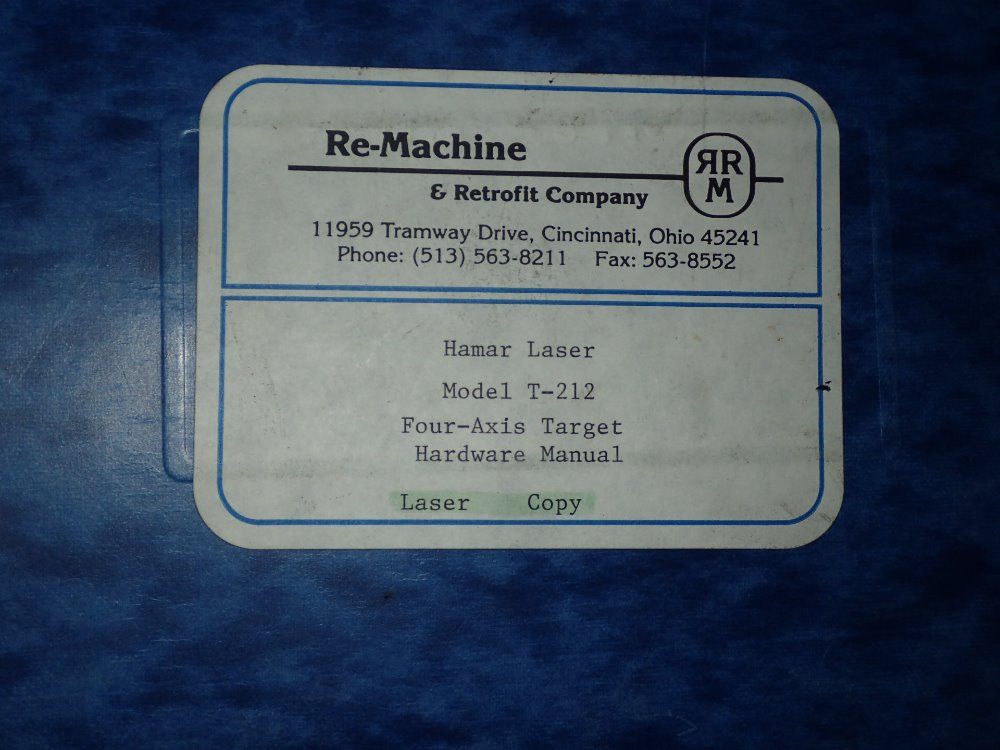 Re-Machine
& Retrofit Company
ЯR
M
11959 Tramway Drive, Cincinnati, Ohio 45241
Phone: (513) 563-8211 Fax: 563-8552
Hamar Laser
Model T-212
Four-Axis Target
Hardware Manual
Laser Copy